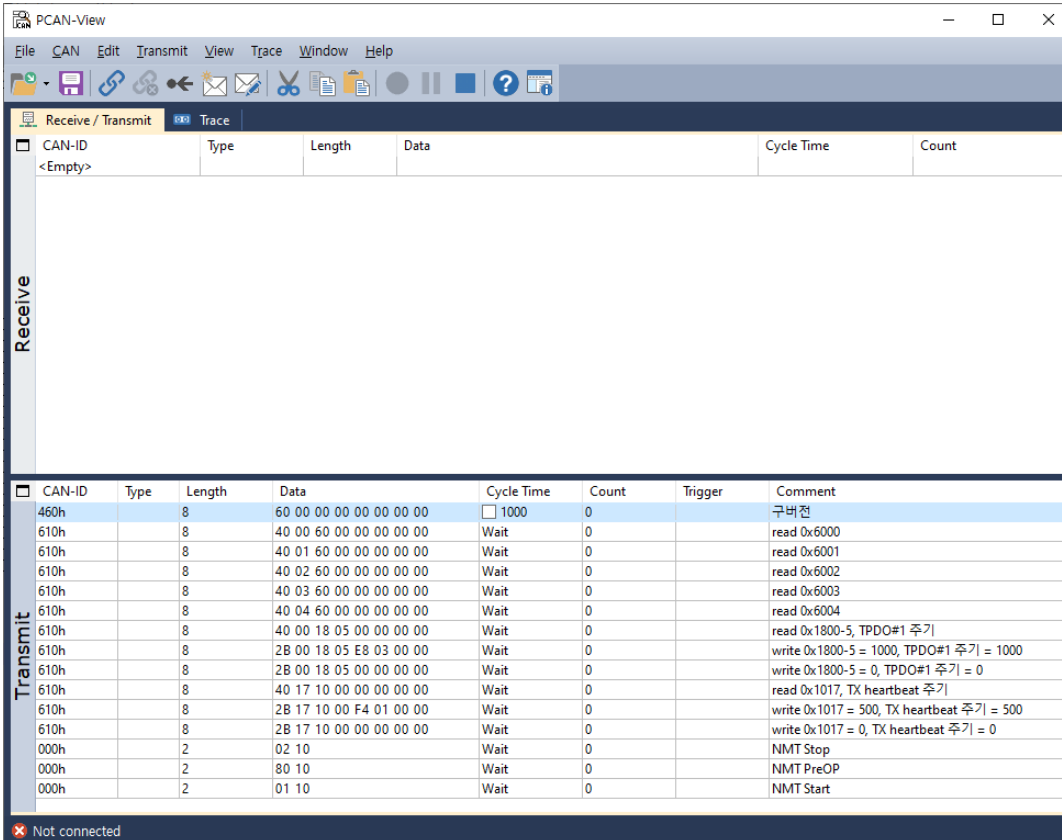 PCAN-View
File CAN Edit Transmit View Trace Window Help
Receive / Transmit Trace
CAN-ID Type Length Data Cycle Time Count
<Empty>
Receive
CAN-ID Type Length Data Cycle Time Count Trigger Comment
460h 8 60 00 00 00 00 00 00 00 1000 0 구버전
610h 8 40 00 60 00 00 00 00 00 Wait 0 read 0x6000
610h 8 40 01 60 00 00 00 00 00 Wait 0 read 0x6001
610h 8 40 02 60 00 00 00 00 00 Wait 0 read 0x6002
610h 8 40 03 60 00 00 00 00 00 Wait 0 read 0x6003
610h 8 40 04 60 00 00 00 00 00 Wait 0 read 0x6004
610h 8 40 00 18 05 00 00 00 00 Wait 0 read 0x1800-5, TPDO#1 주기
610h 8 2B 00 18 05 E8 03 00 00 Wait 0 write 0x1800-5 = 1000, TPDO#1 주기 = 1000
610h 8 2B 00 18 05 00 00 00 00 Wait 0 write 0x1800-5 = 0, TPDO#1 주기 = 0
610h 8 40 17 10 00 00 00 00 00 Wait 0 read 0x1017, TX heartbeat 주기
610h 8 2B 17 10 00 F4 01 00 00 Wait 0 write 0x1017 = 500, TX heartbeat 주기 = 500
610h 8 2B 17 10 00 00 00 00 00 Wait 0 write 0x1017 = 0, TX heartbeat 주기 = 0
000h 2 02 10 Wait 0 NMT Stop
000h 2 80 10 Wait 0 NMT PreOP
000h 2 01 10 Wait 0 NMT Start
Transmit
Not connected